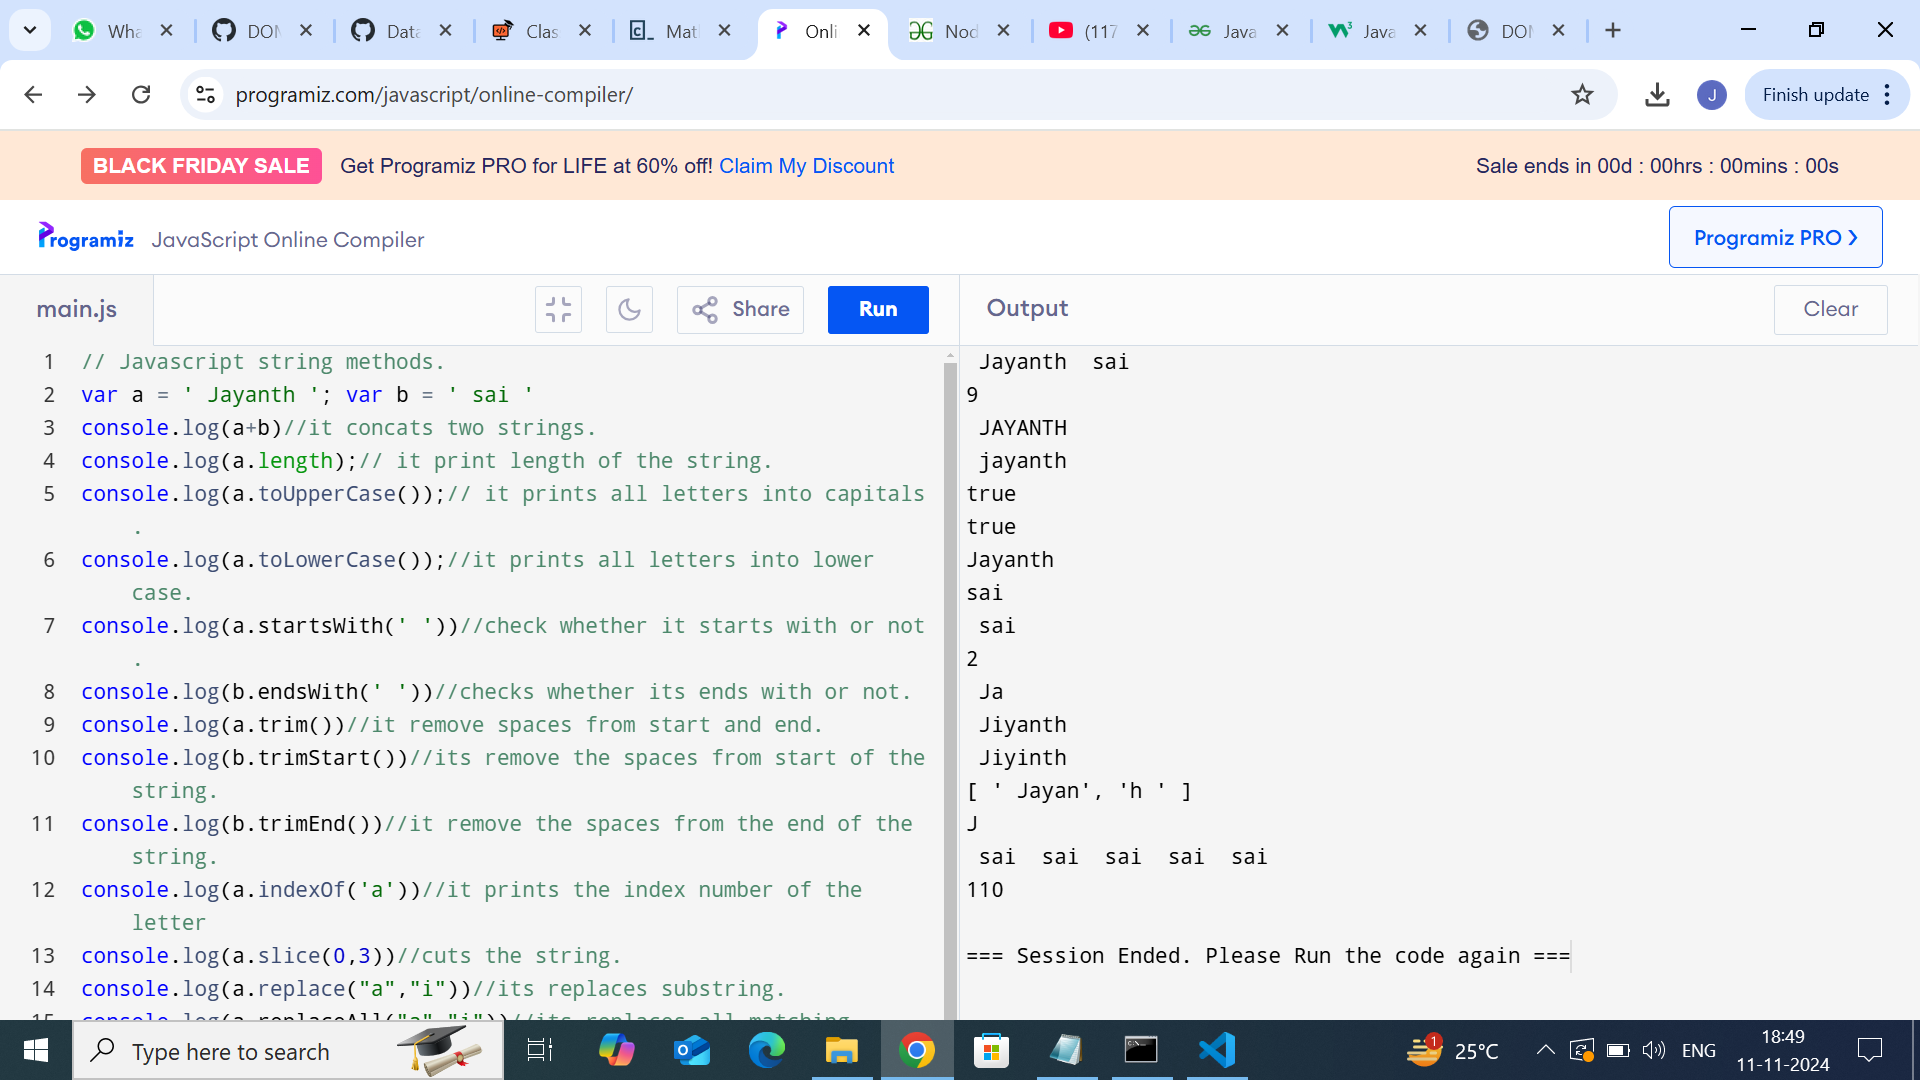 Wha
DOM
Data
Clas
Mat
Onli
Nod
(117
Java
Java
DOM
programiz.com/javascript/online-compiler/
J
Finish update
BLACK FRIDAY SALE Get Programiz PRO for LIFE at 60% off! Claim My Discount
Sale ends in 00d : 00hrs : 00mins : 00s
Programiz JavaScript Online Compiler
Programiz PRO ❯
main.js
Share
Run
Output
Clear
1 // Javascript string methods.
2 var a = ' Jayanth '; var b = ' sai '
3 console.log(a+b)//it concats two strings.
4 console.log(a.length);// it print length of the string.
5 console.log(a.toUpperCase());// it prints all letters into capitals
.
6 console.log(a.toLowerCase());//it prints all letters into lower
case.
7 console.log(a.startsWith(' '))//check whether it starts with or not
.
8 console.log(b.endsWith(' '))//checks whether its ends with or not.
9 console.log(a.trim())//it remove spaces from start and end.
10 console.log(b.trimStart())//its remove the spaces from start of the
string.
11 console.log(b.trimEnd())//it remove the spaces from the end of the
string.
12 console.log(a.indexOf('a'))//it prints the index number of the
letter
13 console.log(a.slice(0,3))//cuts the string.
14 console.log(a.replace("a","i"))//its replaces substring.
15 console.log(a.replaceAll("a","i"))//its replaces all matching
 Jayanth  sai
9
 JAYANTH
 jayanth
true
true
Jayanth
sai
 sai
2
 Ja
 Jiyanth
 Jiyinth
[ ' Jayan', 'h ' ]
J
 sai  sai  sai  sai  sai
110
=== Session Ended. Please Run the code again ===
Type here to search
1
25°C
ENG
18:49
11-11-2024